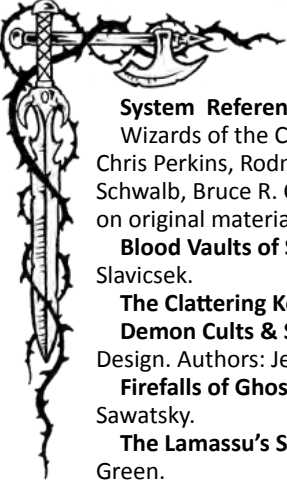 System Referen
Wizards of the C
Chris Perkins, Rodn
Schwalb, Bruce R. C
on original materia
Blood Vaults of S
Slavicsek.
The Clattering Ke
Demon Cults & S
Design. Authors: Je
Firefalls of Ghos
Sawatsky.
The Lamassu's S
Green.